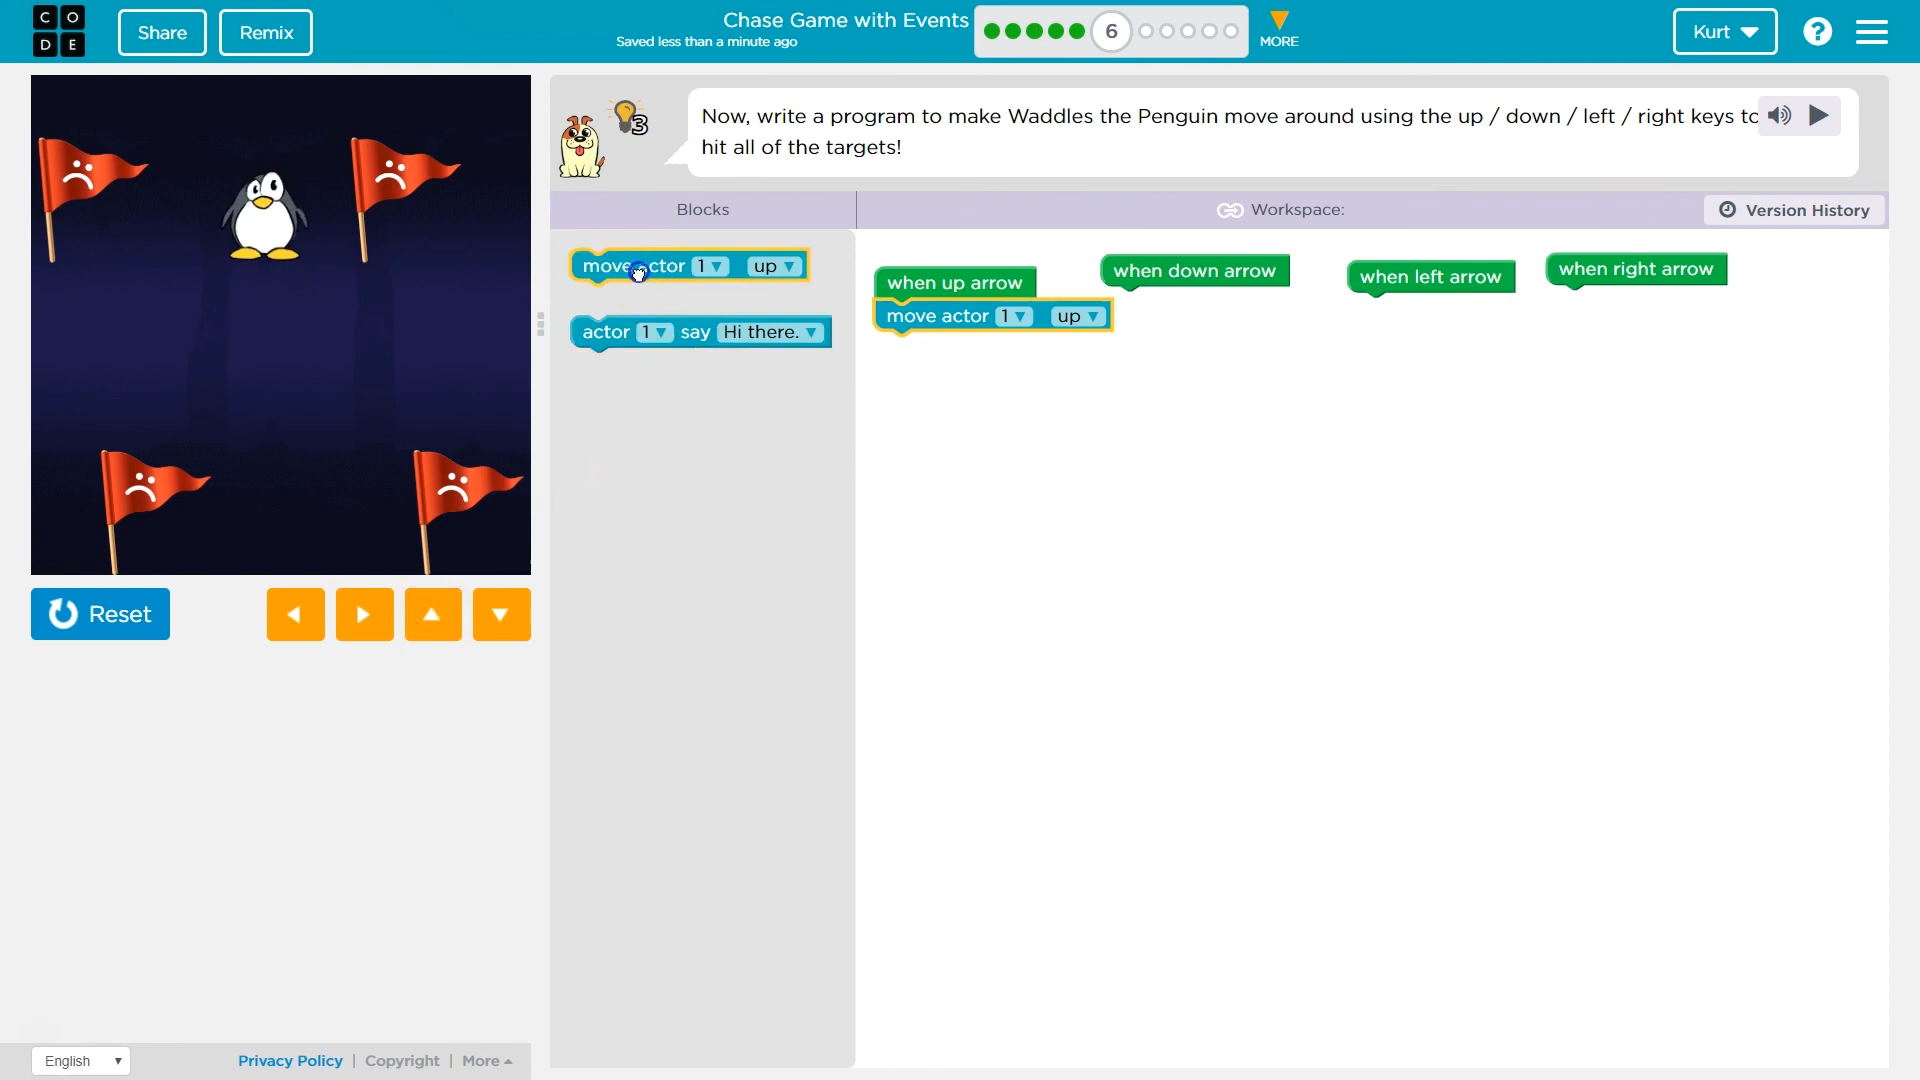 CODE
Share
Remix
Chase Game with Events
Saved less than a minute ago
6
MORE
Kurt
?
3
Now, write a program to make Waddles the Penguin move around using the up / down / left / right keys to
hit all of the targets!
Blocks
Workspace:
Version History
move actor 1 up
actor 1 say Hi there.
when up arrow
move actor 1 up
when down arrow
when left arrow
when right arrow
Reset
English
Privacy Policy | Copyright | More